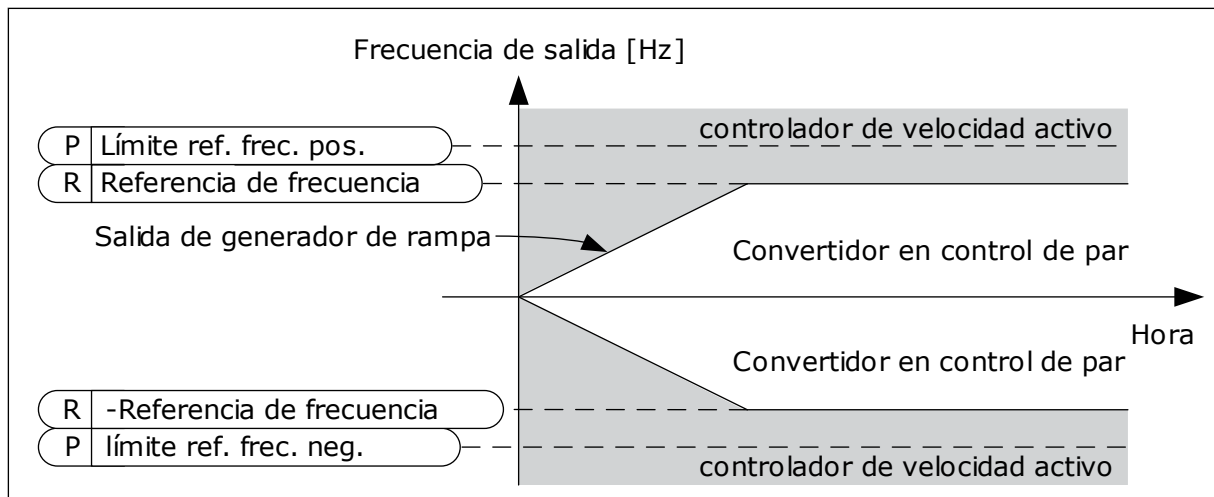 Frecuencia de salida [Hz]
controlador de velocidad activo
P Límite ref. frec. pos.
R Referencia de frecuencia
Salida de generador de rampa
Convertidor en control de par
Hora
Convertidor en control de par
R -Referencia de frecuencia
P límite ref. frec. neg.
controlador de velocidad activo